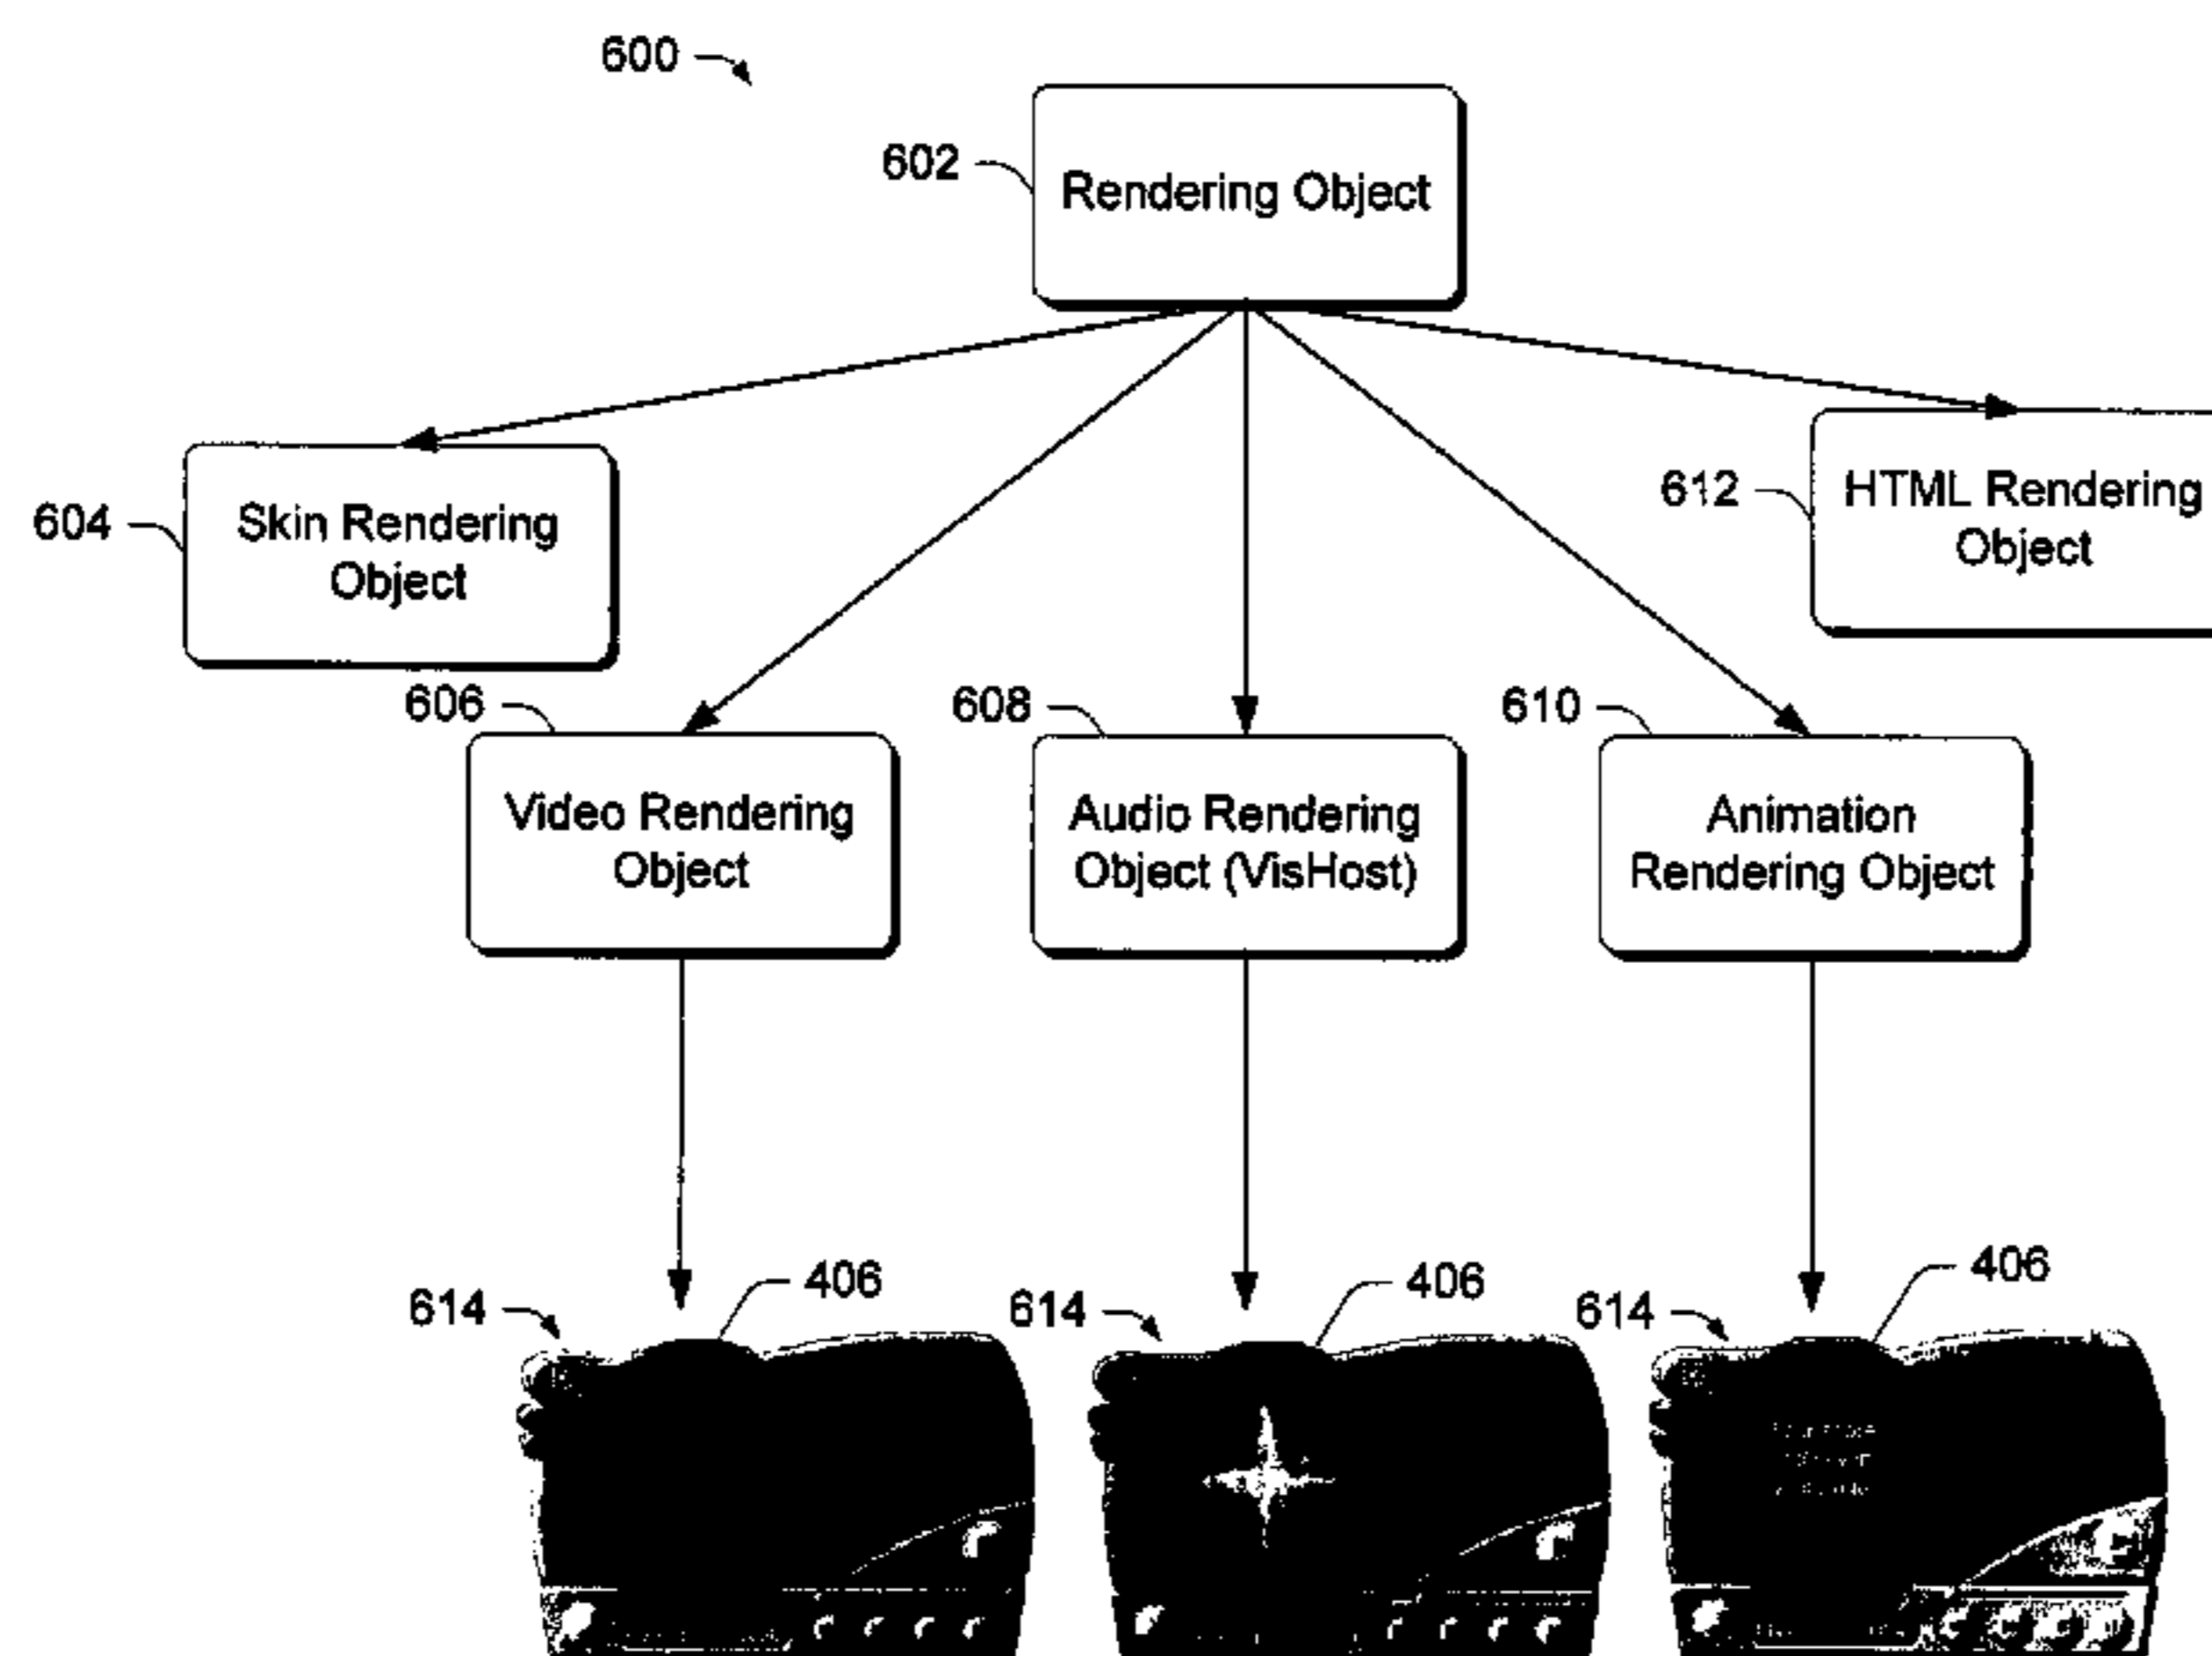 600
602
Rendering Object
604
Skin Rendering
Object
612
HTML Rendering
Object
606
Video Rendering
Object
608
Audio Rendering
Object (VisHost)
610
Animation
Rendering Object
614
406
614
406
614
406